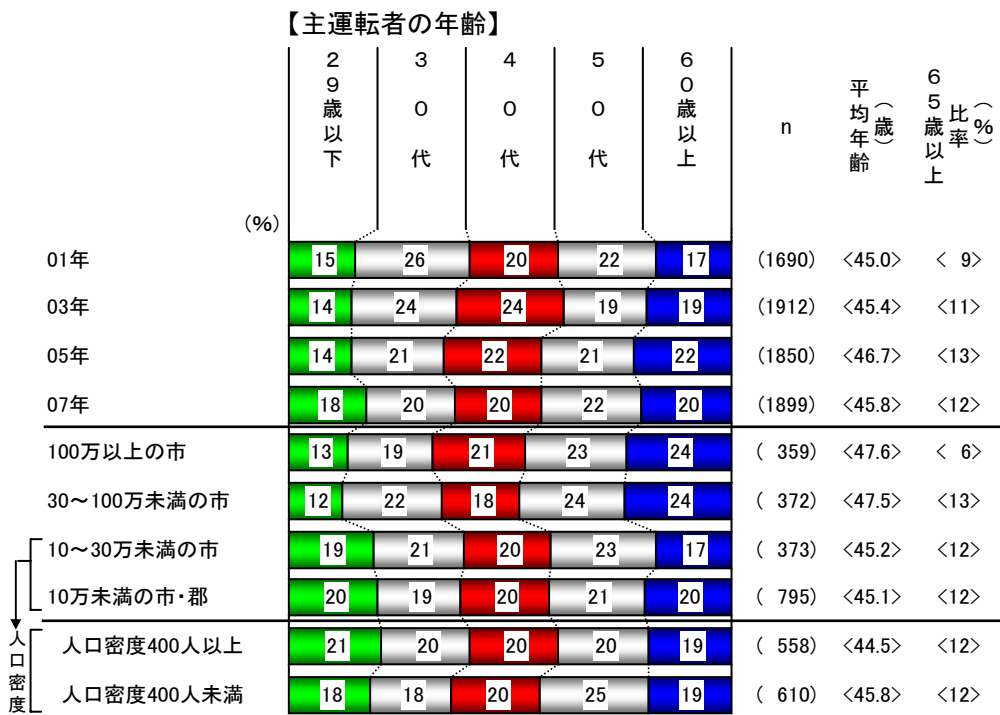 【主運転者の年齢】
29歳以下 30代 40代 50代 60歳以上 n 平均年齢(歳) 65歳以上比率(%)
(%)
01年 15 26 20 22 17 (1690) <45.0> < 9>
03年 14 24 24 19 19 (1912) <45.4> <11>
05年 14 21 22 21 22 (1850) <46.7> <13>
07年 18 20 20 22 20 (1899) <45.8> <12>
100万以上の市 13 19 21 23 24 ( 359) <47.6> < 6>
30~100万未満の市 12 22 18 24 24 ( 372) <47.5> <13>
10~30万未満の市 19 21 20 23 17 ( 373) <45.2> <12>
10万未満の市・郡 20 19 20 21 20 ( 795) <45.1> <12>
人口密度
人口密度400人以上 21 20 20 20 19 ( 558) <44.5> <12>
人口密度400人未満 18 18 20 25 19 ( 610) <45.8> <12>